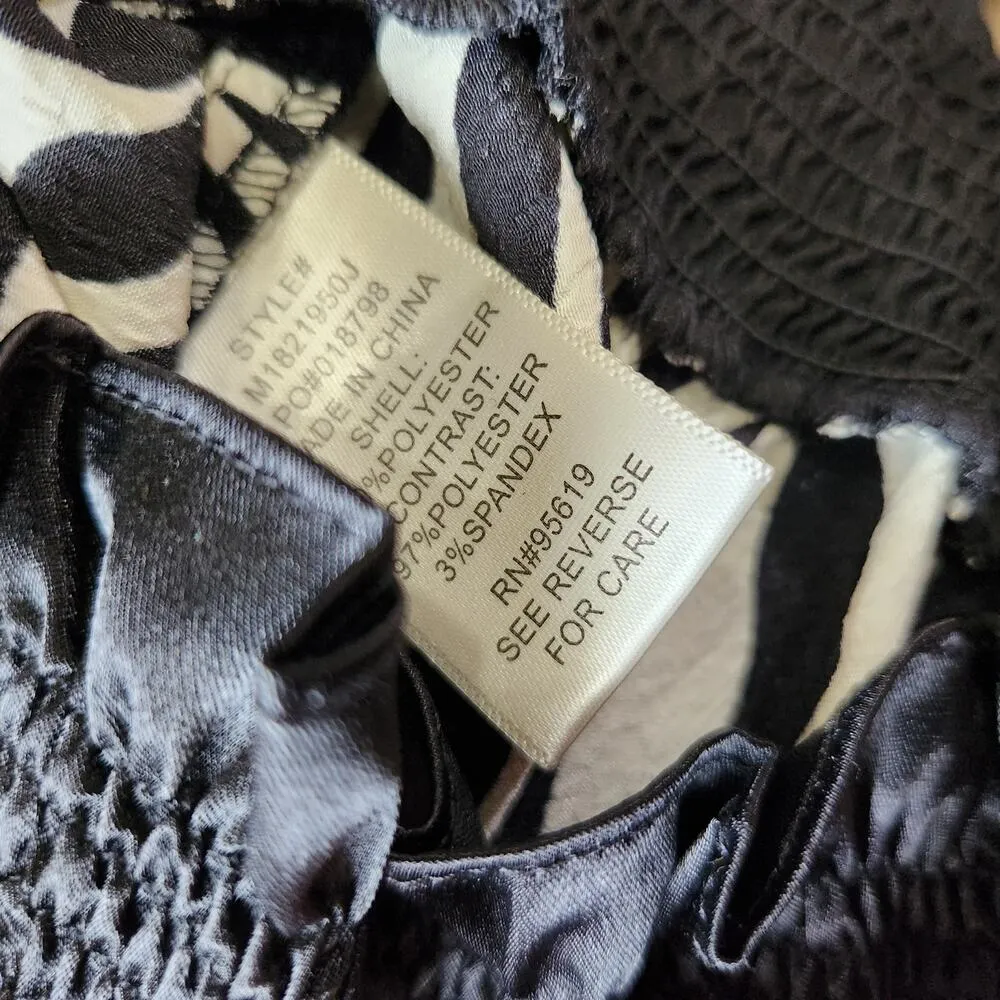 STYLE#
M1821950J
PO#018798
ADE IN CHINA
SHELL:
%POLYESTER
CONTRAST:
97%POLYESTER
3%SPANDEX
RN#95619
SEE REVERSE
FOR CARE